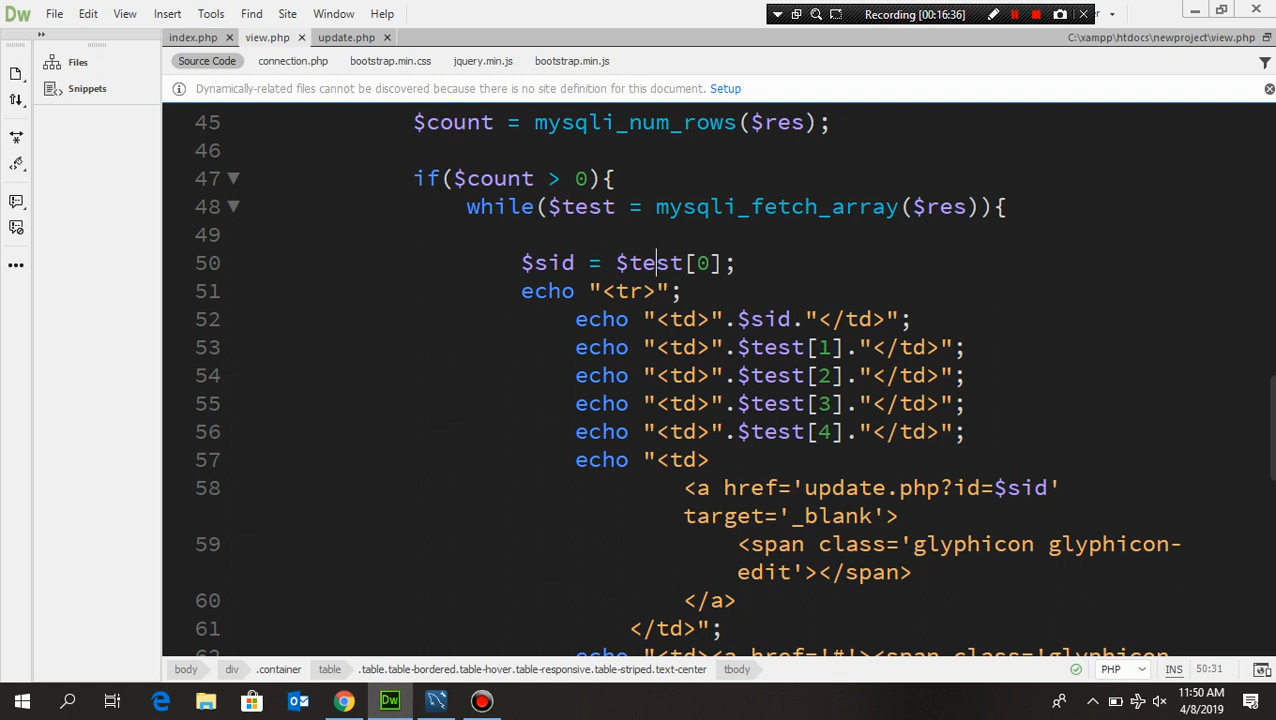 Dw File Edit View Insert Tools Find Site Window Help Recording [00:16:36]
index.php view.php update.php C:\xampp\htdocs\newproject\view.php
Source Code connection.php bootstrap.min.css jquery.min.js bootstrap.min.js
Files
Snippets
Dynamically-related files cannot be discovered because there is no site definition for this document. Setup
45 $count = mysqli_num_rows($res);
46
47 if($count > 0){
48 while($test = mysqli_fetch_array($res)){
49
50 $sid = $test[0];
51 echo "<tr>";
52 echo "<td>".$sid."</td>";
53 echo "<td>".$test[1]."</td>";
54 echo "<td>".$test[2]."</td>";
55 echo "<td>".$test[3]."</td>";
56 echo "<td>".$test[4]."</td>";
57 echo "<td>
58 <a href='update.php?id=$sid'
target='_blank'>
59 <span class='glyphicon glyphicon-
edit'></span>
60 </a>
61 </td>";
62 echo "<td><a href='#'><span class='glyphicon
body div .container table .table.table-bordered.table-hover.table-responsive.table-striped.text-center tbody PHP INS 50:31
Dw 11:50 AM
4/8/2019